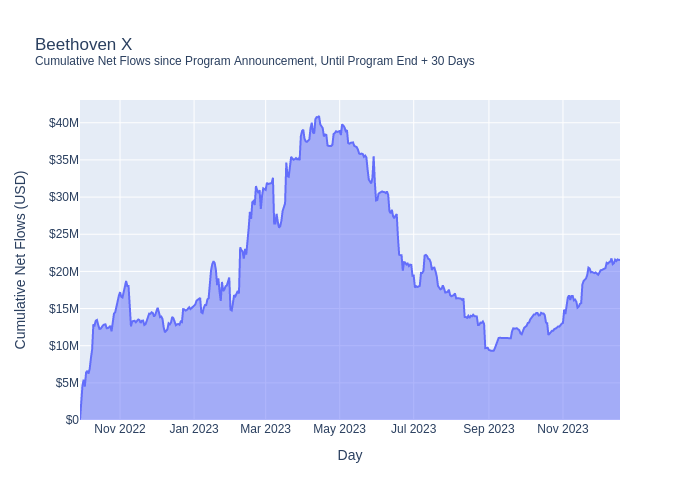 Beethoven X
Cumulative Net Flows since Program Announcement, Until Program End + 30 Days
Cumulative Net Flows (USD)
$40M
$35M
$30M
$25M
$20M
$15M
$10M
$5M
$0
Nov 2022 Jan 2023 Mar 2023 May 2023 Jul 2023 Sep 2023 Nov 2023
Day